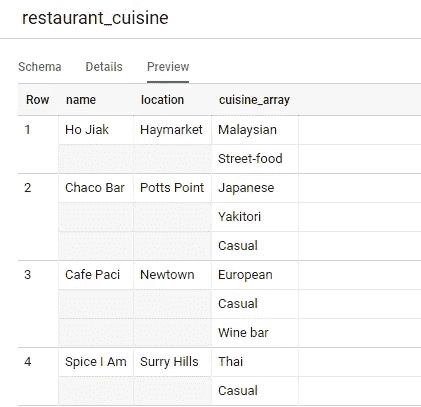 restaurant_cuisine
Schema Details Preview
Row name location cuisine_array
1 Ho Jiak Haymarket Malaysian
Street-food
2 Chaco Bar Potts Point Japanese
Yakitori
Casual
3 Cafe Paci Newtown European
Casual
Wine bar
4 Spice I Am Surry Hills Thai
Casual